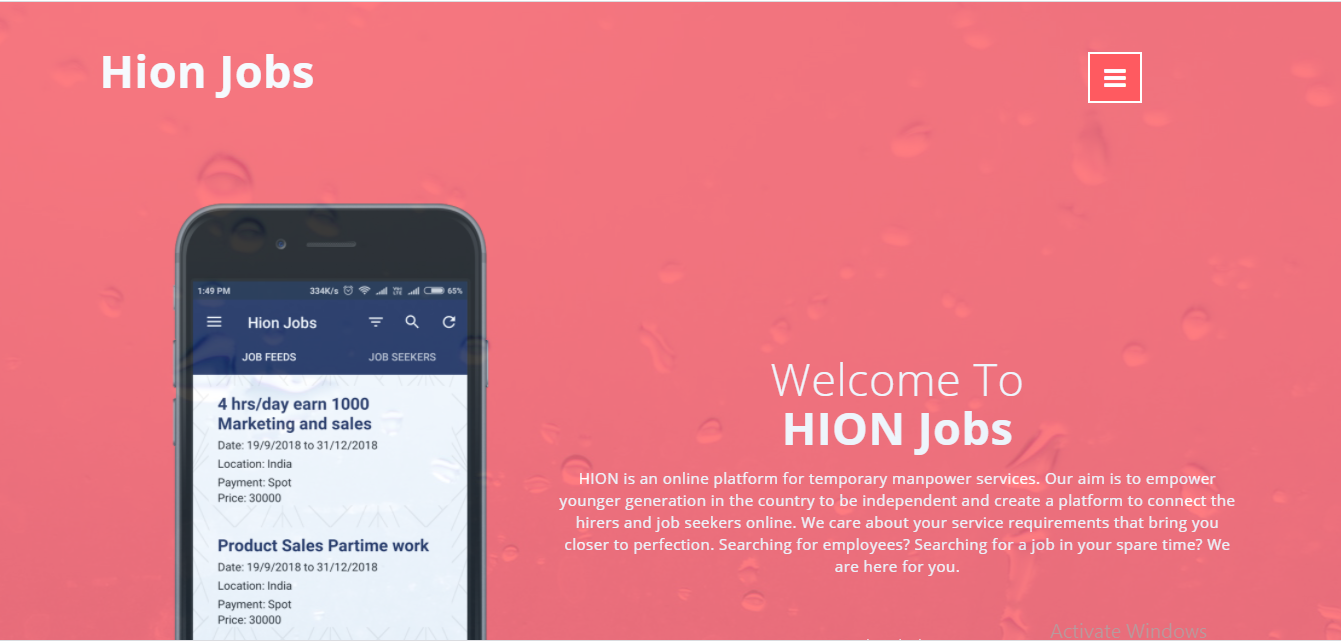 Hion Jobs
1:49 PM 334K/s 65%
Hion Jobs
JOB FEEDS JOB SEEKERS
4 hrs/day earn 1000
Marketing and sales
Date: 19/9/2018 to 31/12/2018
Location: India
Payment: Spot
Price: 30000
Product Sales Partime work
Date: 19/9/2018 to 31/12/2018
Location: India
Payment: Spot
Price: 30000
Welcome To
HION Jobs
HION is an online platform for temporary manpower services. Our aim is to empower
younger generation in the country to be independent and create a platform to connect the
hirers and job seekers online. We care about your service requirements that bring you
closer to perfection. Searching for employees? Searching for a job in your spare time? We
are here for you.
Activate Windows